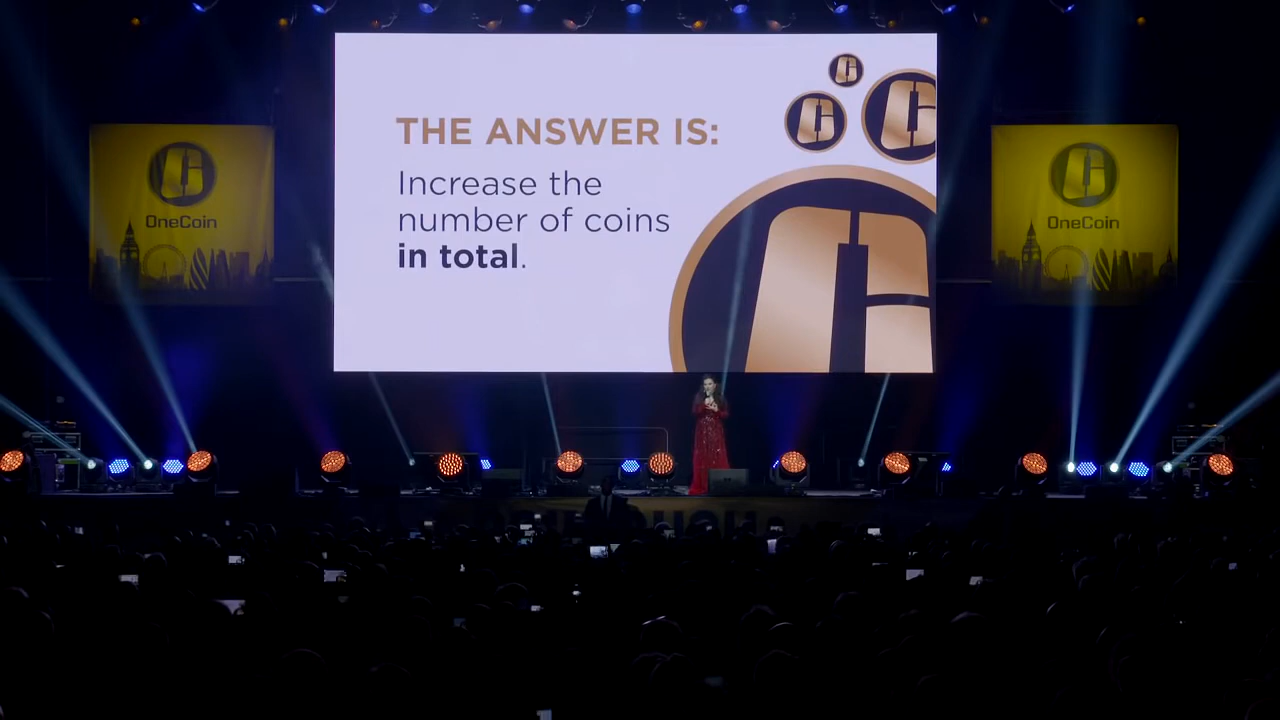 THE ANSWER IS:
Increase the
number of coins
in total.
OneCoin
OneCoin